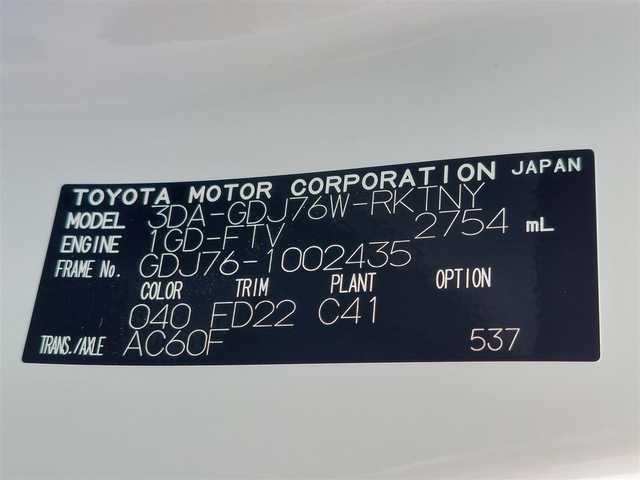 TOYOTA MOTOR CORPORATION JAPAN
MODEL 3DA-GDJ76W-RKTNY
ENGINE 1GD-FTV 2754 mL
FRAME No. GDJ76-1002435
COLOR TRIM PLANT OPTION
040 FD22 C41
TRANS./AXLE AC60F 537